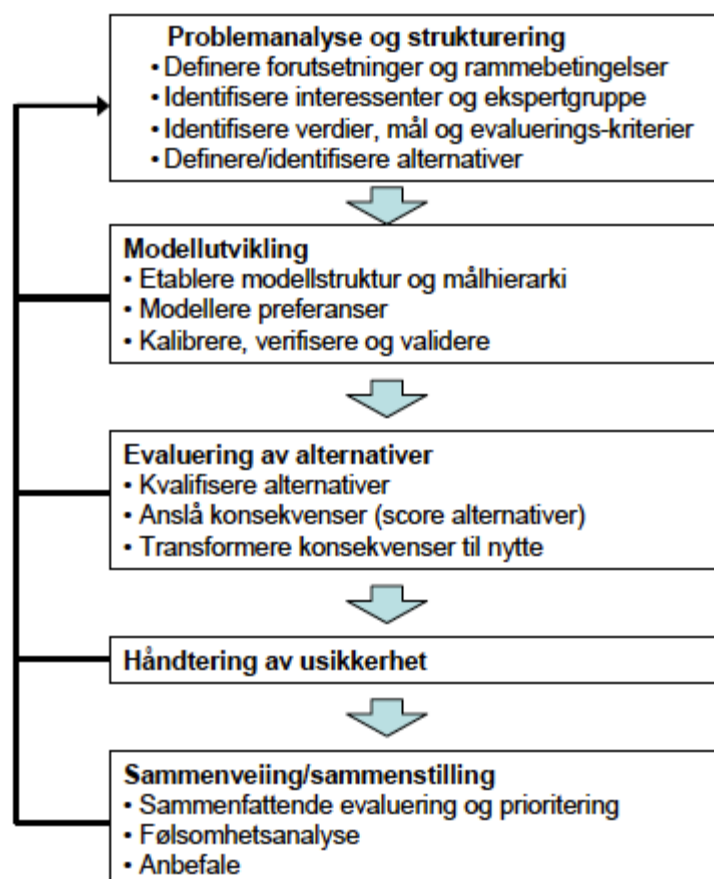 Problemanalyse og strukturering
• Definere forutsetninger og rammebetingelser
• Identifisere interessenter og ekspertgruppe
• Identifisere verdier, mål og evaluerings-kriterier
• Definere/identifisere alternativer
Modellutvikling
• Etablere modellstruktur og målhierarki
• Modellere preferanser
• Kalibrere, verifisere og validere
Evaluering av alternativer
• Kvalifisere alternativer
• Anslå konsekvenser (score alternativer)
• Transformere konsekvenser til nytte
Håndtering av usikkerhet
Sammenveiing/sammenstilling
• Sammenfattende evaluering og prioritering
• Følsomhetsanalyse
• Anbefale